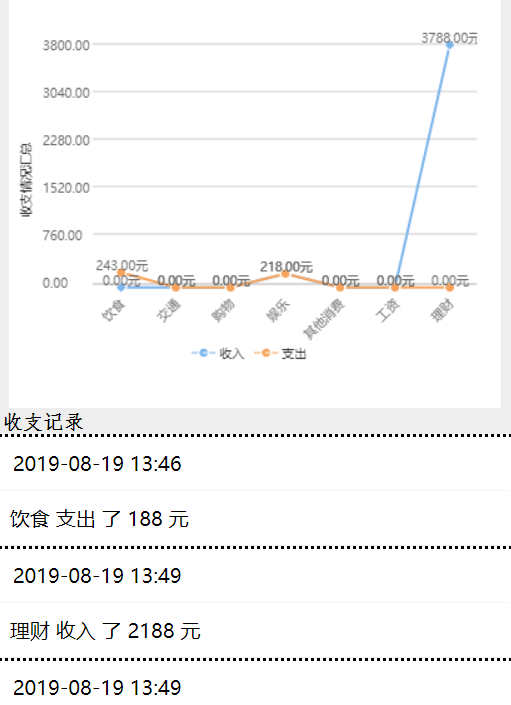 3788.00元
3800.00
3040.00
2280.00
1520.00
760.00
0.00
收支情况汇总
243.00元
0.00元 0.00元 0.00元 218.00元 0.00元 0.00元 0.00元
饮食 交通 购物 娱乐 其他消费 工资 理财
收入 支出
收支记录
2019-08-19 13:46
饮食 支出 了 188 元
2019-08-19 13:49
理财 收入 了 2188 元
2019-08-19 13:49